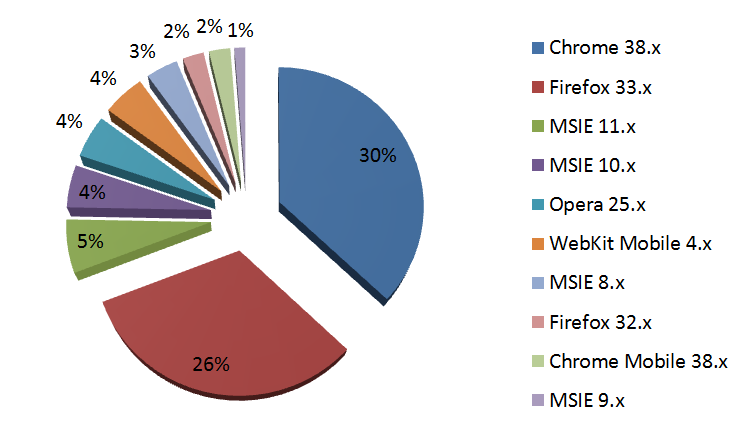 2% 2% 1%
3%
4%
4%
4%
5%
30%
26%
Chrome 38.x
Firefox 33.x
MSIE 11.x
MSIE 10.x
Opera 25.x
WebKit Mobile 4.x
MSIE 8.x
Firefox 32.x
Chrome Mobile 38.x
MSIE 9.x